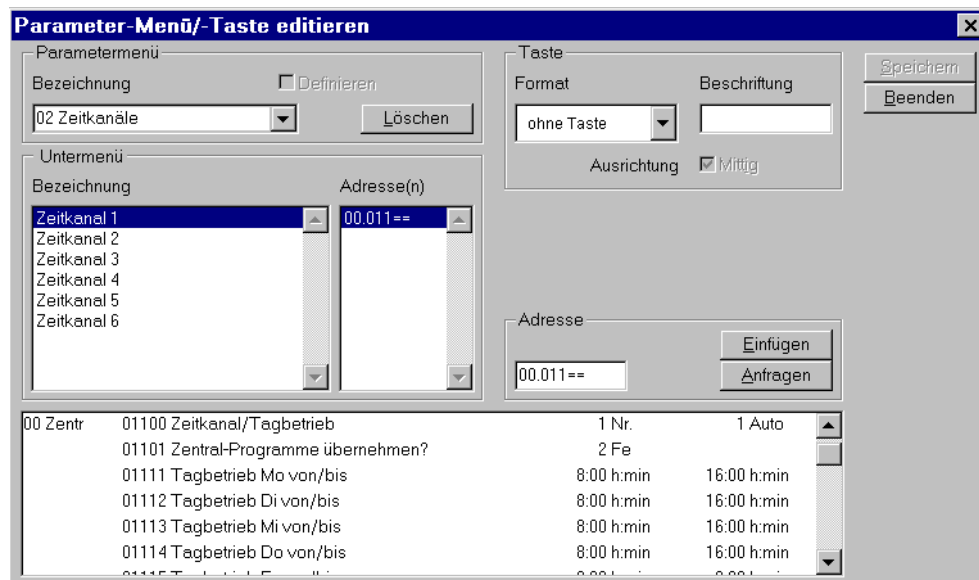 Parameter-Menü/-Taste editieren
Parametermenü
Bezeichnung
Definieren
02 Zeitkanäle
Löschen
Taste
Format
Beschriftung
ohne Taste
Ausrichtung
Mittig
Speichern
Beenden
Untermenü
Bezeichnung
Adresse(n)
Zeitkanal 1
00.011==
Zeitkanal 2
Zeitkanal 3
Zeitkanal 4
Zeitkanal 5
Zeitkanal 6
Adresse
00.011==
Einfügen
Anfragen
00 Zentr 01100 Zeitkanal/Tagbetrieb 1 Nr. 1 Auto
01101 Zentral-Programme übernehmen? 2 Fe
01111 Tagbetrieb Mo von/bis 8:00 h:min 16:00 h:min
01112 Tagbetrieb Di von/bis 8:00 h:min 16:00 h:min
01113 Tagbetrieb Mi von/bis 8:00 h:min 16:00 h:min
01114 Tagbetrieb Do von/bis 8:00 h:min 16:00 h:min